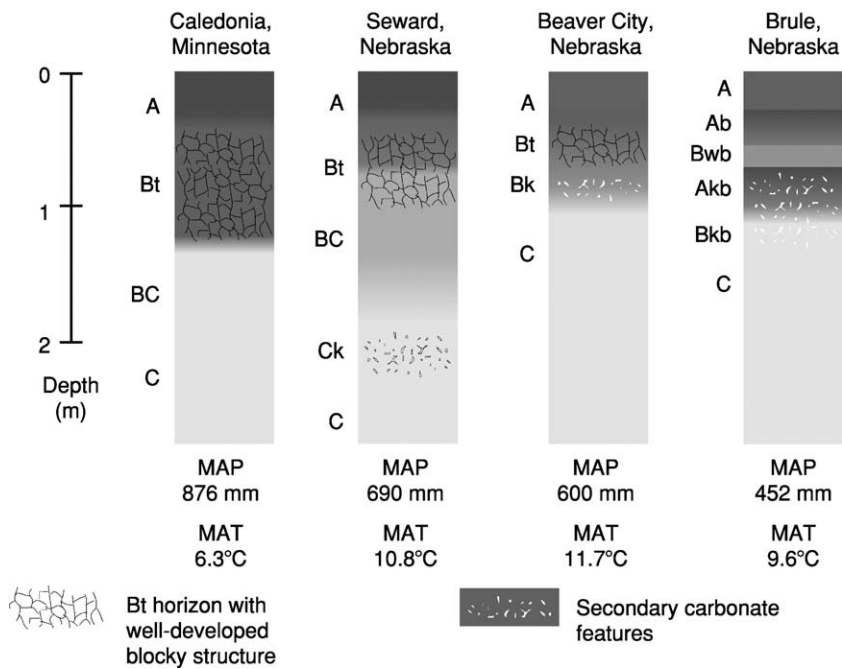 Caledonia,
Minnesota
Seward,
Nebraska
Beaver City,
Nebraska
Brule,
Nebraska
0
1
2
Depth
(m)
A
Bt
BC
C
A
Bt
BC
Ck
C
A
Bt
Bk
C
A
Ab
Bwb
Akb
Bkb
C
MAP
876 mm
MAP
690 mm
MAP
600 mm
MAP
452 mm
MAT
6.3°C
MAT
10.8°C
MAT
11.7°C
MAT
9.6°C
Bt horizon with
well-developed
blocky structure
Secondary carbonate
features